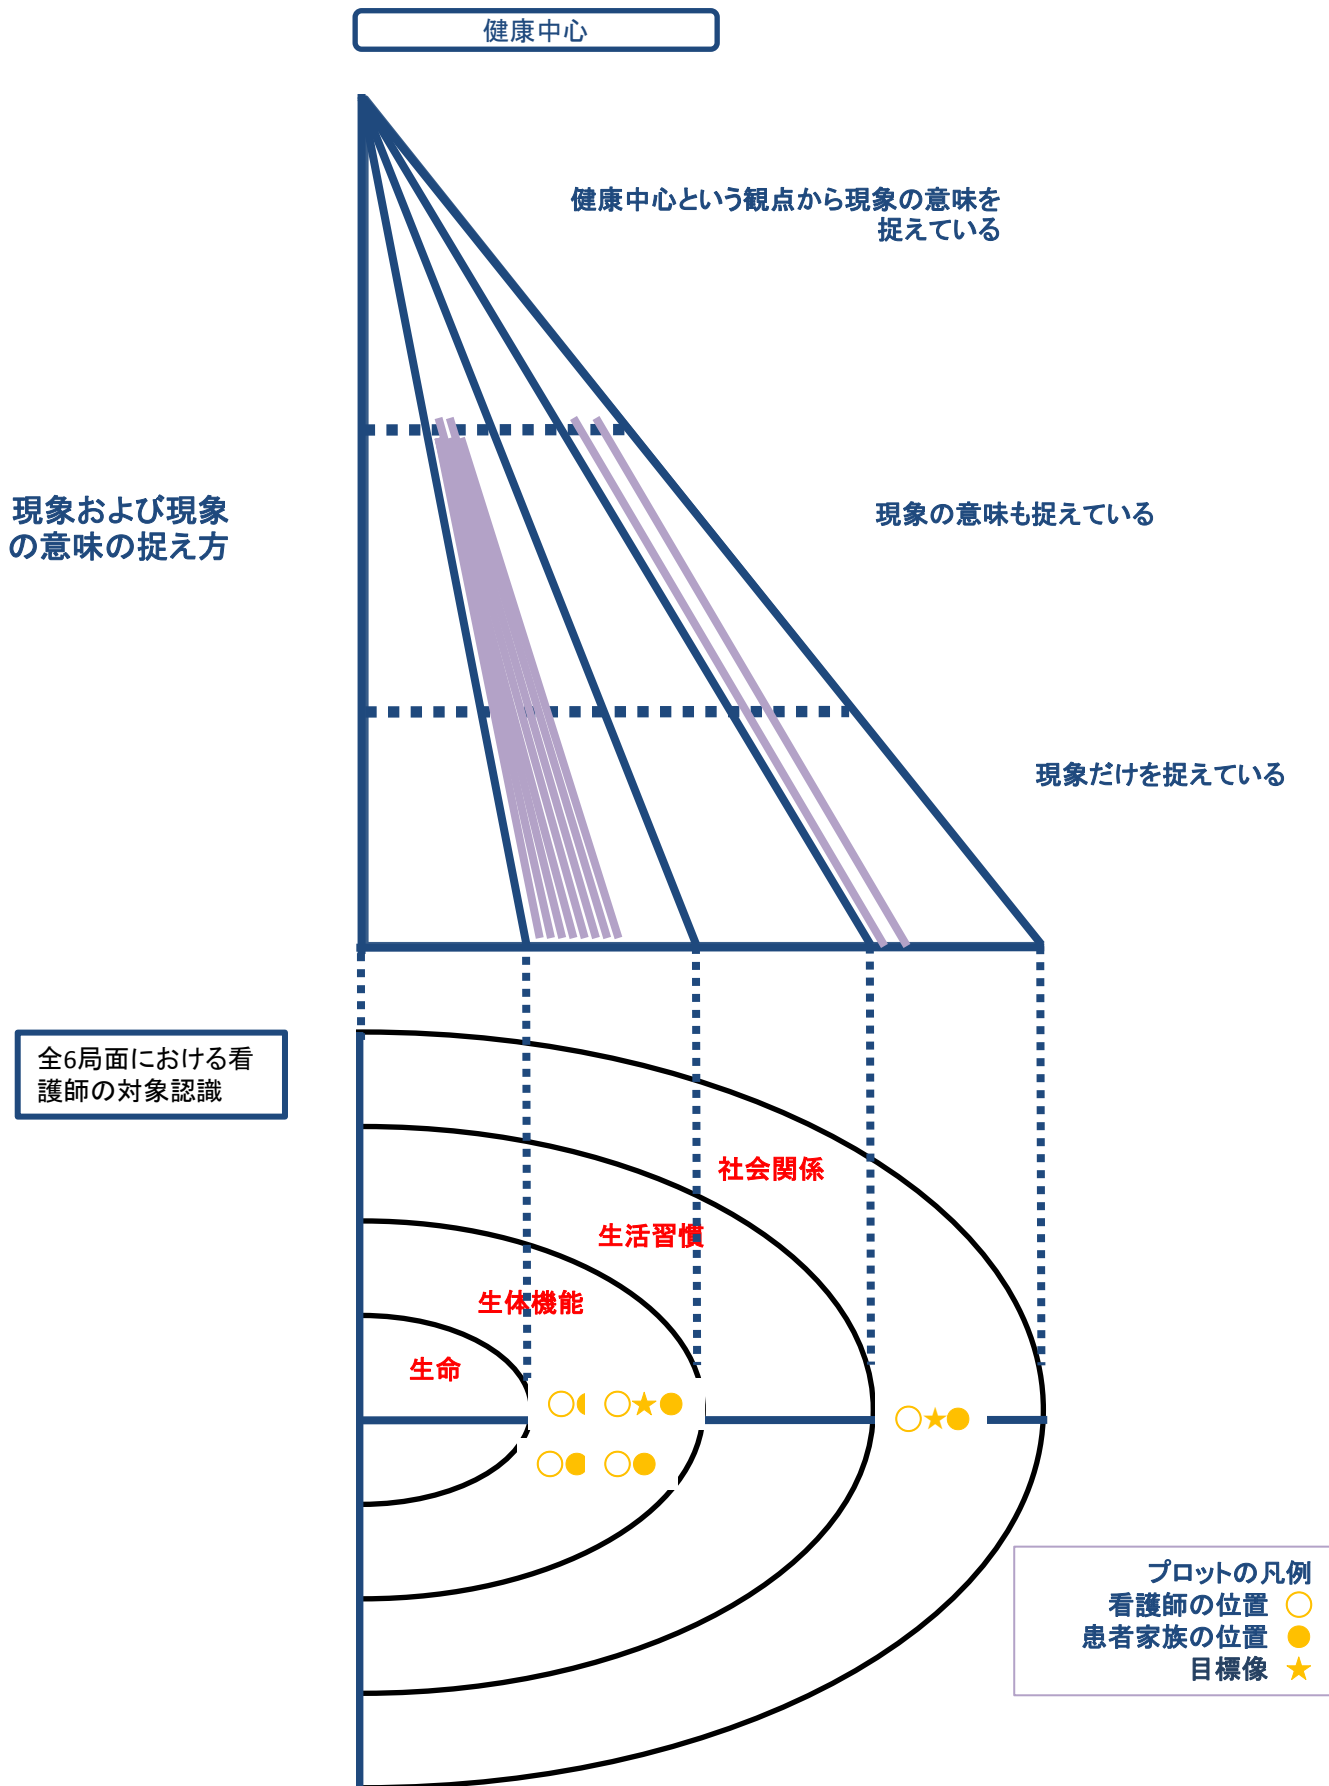 健康中心
健康中心という観点から現象の意味を
捉えている
現象および現象
の意味の捉え方
現象の意味も捉えている
現象だけを捉えている
全6局面における看
護師の対象認識
社会関係
生活習慣
生体機能
生命
プロットの凡例
看護師の位置
患者家族の位置
目標像